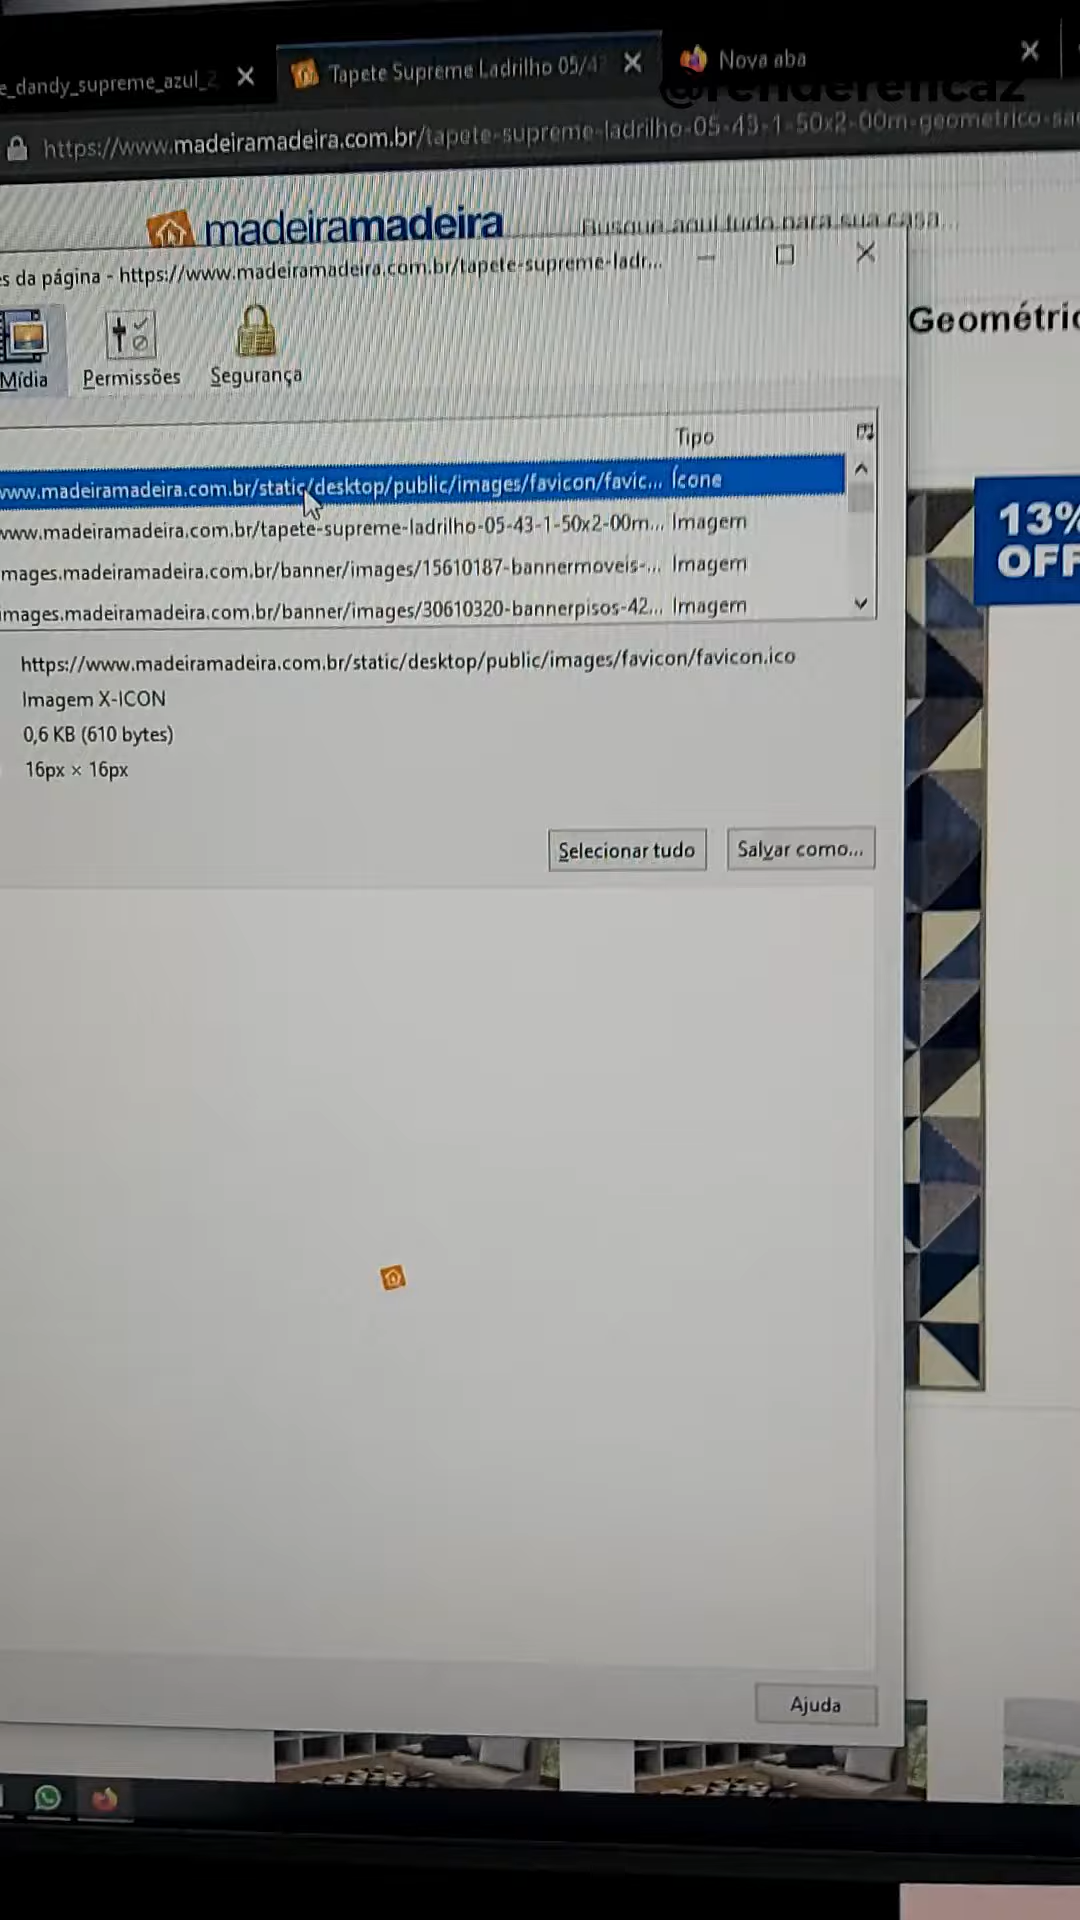 e_dandy_supreme_azul_2
Tapete Supreme Ladrilho 05/4
Nova aba
@renderefica
https://www.madeiramadeira.com.br/tapete-supreme-ladrilho-05-43-1-50x2-00m-geometrico-sa
madeiramadeira
Busque aqui tudo para sua casa...
s da página - https://www.madeiramadeira.com.br/tapete-supreme-ladr...
Geométric
Mídia
Permissões
Segurança
Tipo
www.madeiramadeira.com.br/static/desktop/public/images/favicon/favic... Ícone
www.madeiramadeira.com.br/tapete-supreme-ladrilho-05-43-1-50x2-00m... Imagem
mages.madeiramadeira.com.br/banner/images/15610187-bannermoveis-... Imagem
images.madeiramadeira.com.br/banner/images/30610320-bannerpisos-42... Imagem
13%
OFF
https://www.madeiramadeira.com.br/static/desktop/public/images/favicon/favicon.ico
Imagem X-ICON
0,6 KB (610 bytes)
16px × 16px
Selecionar tudo
Salvar como...
Ajuda